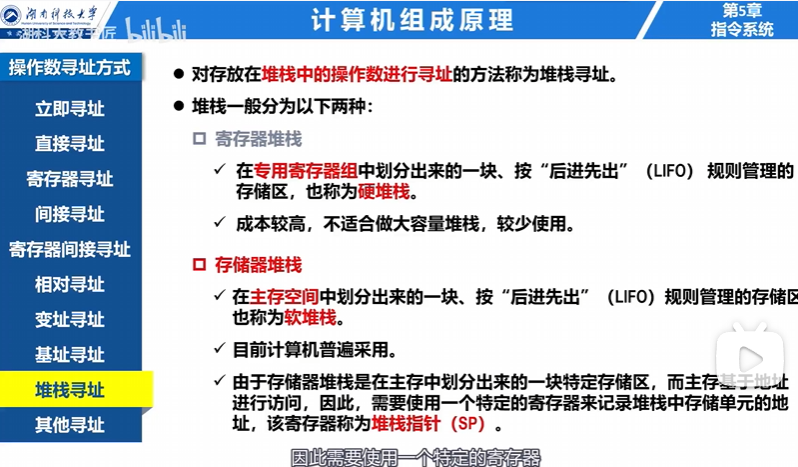 湖南科技大学
Hunan University of Science and Technology
湖科大教书匠 bilibili
计算机组成原理
第5章
指令系统
操作数寻址方式
立即寻址
直接寻址
寄存器寻址
间接寻址
寄存器间接寻址
相对寻址
变址寻址
基址寻址
堆栈寻址
其他寻址
● 对存放在堆栈中的操作数进行寻址的方法称为堆栈寻址。
● 堆栈一般分为以下两种：
寄存器堆栈
✓ 在专用寄存器组中划分出来的一块、按“后进先出”（LIFO） 规则管理的
存储区，也称为硬堆栈。
✓ 成本较高，不适合做大容量堆栈，较少使用。
存储器堆栈
✓ 在主存空间中划分出来的一块、按“后进先出”（LIFO）规则管理的存储区
也称为软堆栈。
✓ 目前计算机普遍采用。
✓ 由于存储器堆栈是在主存中划分出来的一块特定存储区，而主存基于地址
进行访问，因此，需要使用一个特定的寄存器来记录堆栈中存储单元的地
址，该寄存器称为堆栈指针（SP）。
因此需要使用一个特定的寄存器